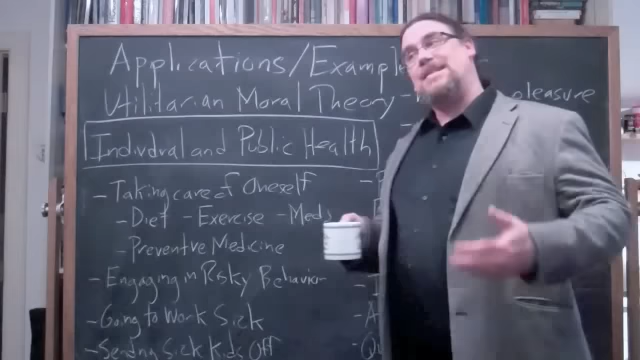 Applications/Example
Utilitarian Moral Theory
pleasure
Individual and Public Health
- Taking care of Oneself
- Diet - Exercise - Meds
- Preventive Medicine
- Engaging in Risky Behavior
- Going to Work Sick
- Sending Sick Kids Off